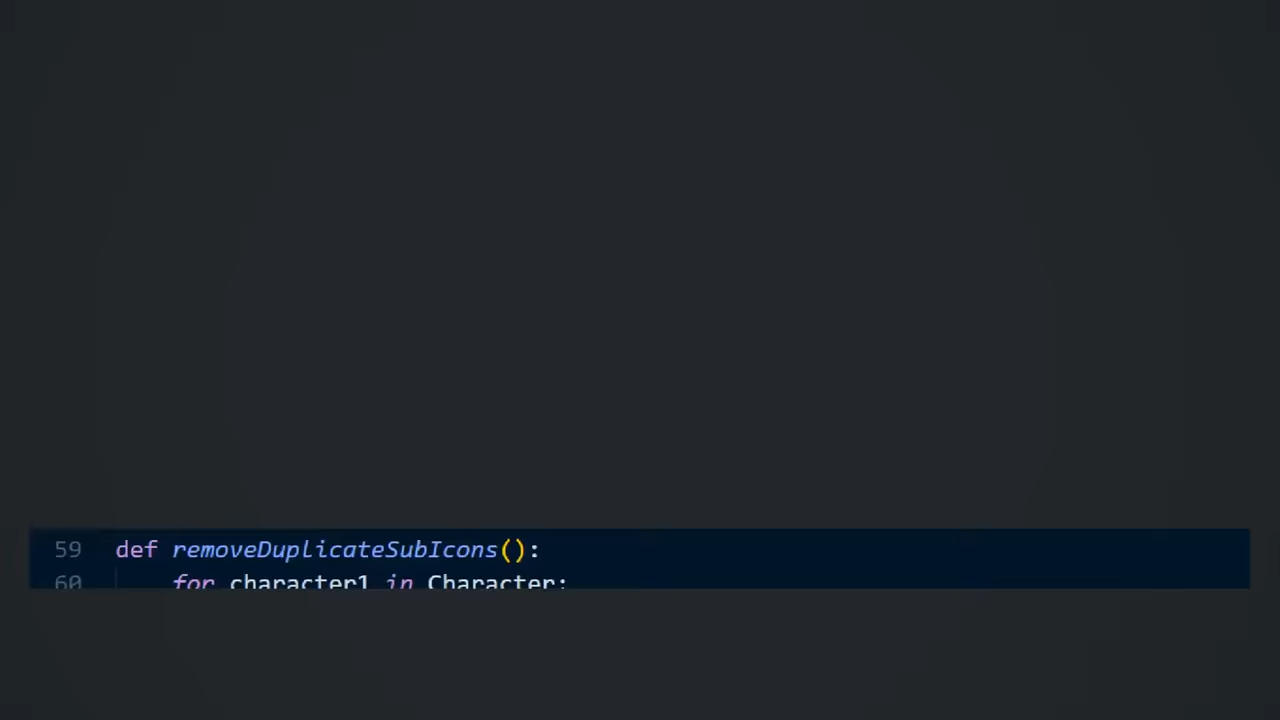 59 def removeDuplicateSubIcons():
60 for character1 in Character: